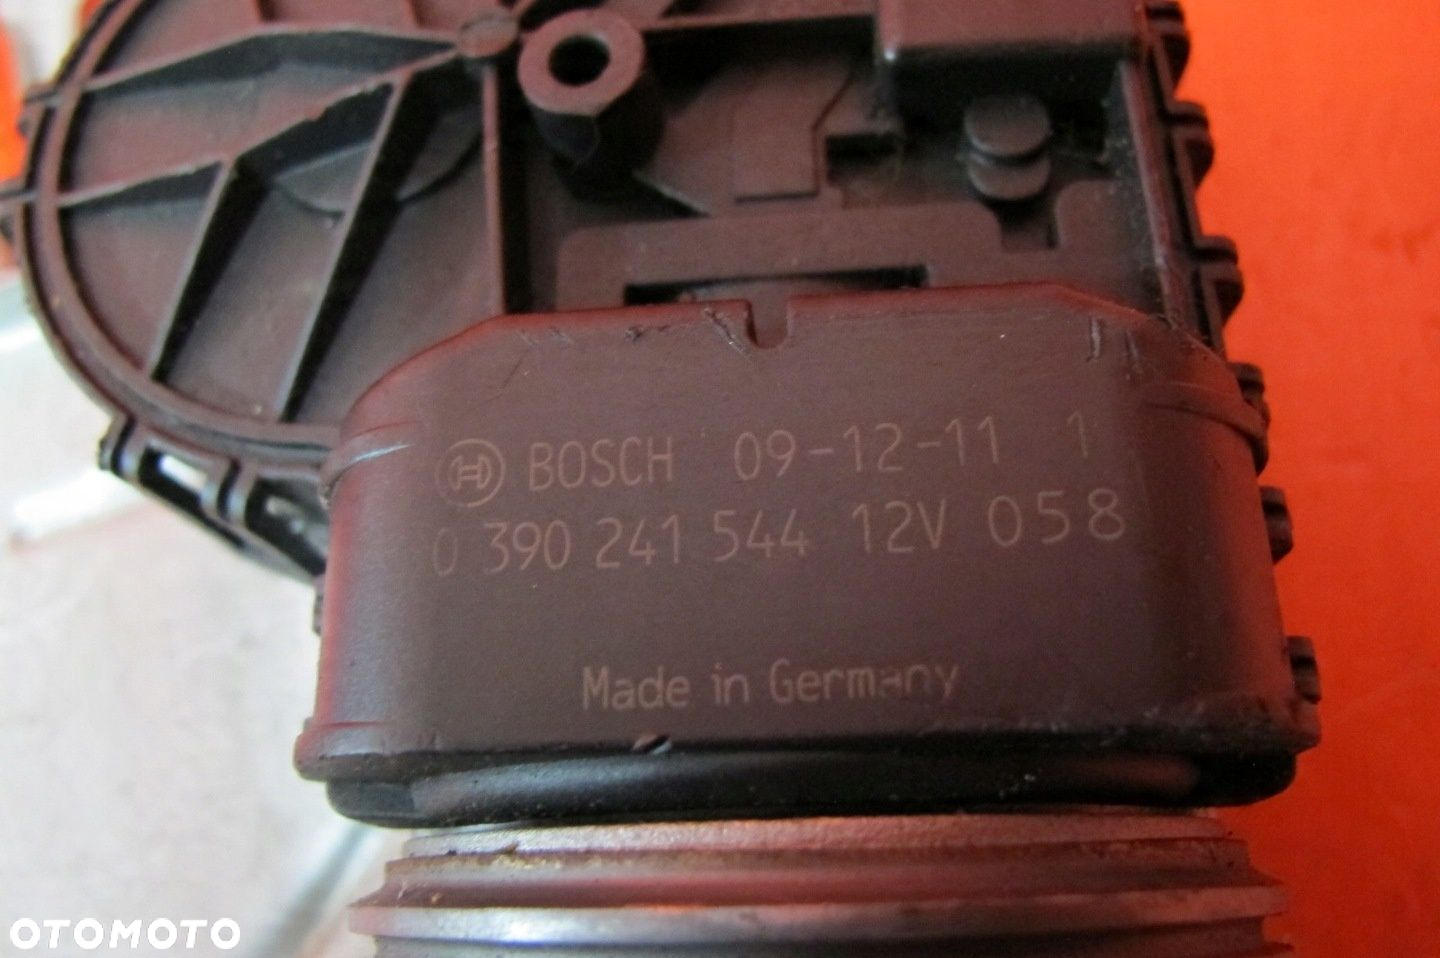 BOSCH 09-12-11 1
0 390 241 544 12V 058
Made in Germany
OTOMOTO